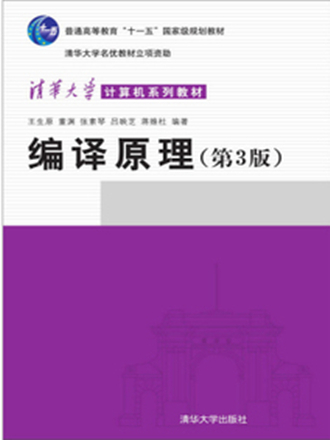 普通高等教育“十一五”国家级规划教材
清华大学名优教材立项资助
清华大学 计算机系列教材
王生原 董渊 张素琴 吕映芝 蒋维杜 编著
编译原理(第3版)
清华大学出版社